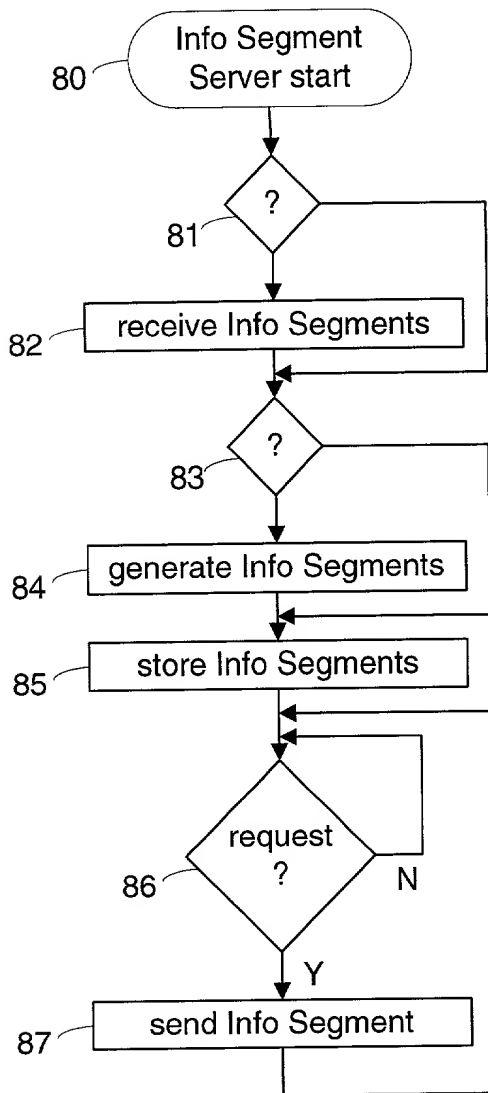 Info Segment
Server start
80
?
81
receive Info Segments
82
?
83
generate Info Segments
84
store Info Segments
85
request
?
86
N
Y
send Info Segment
87